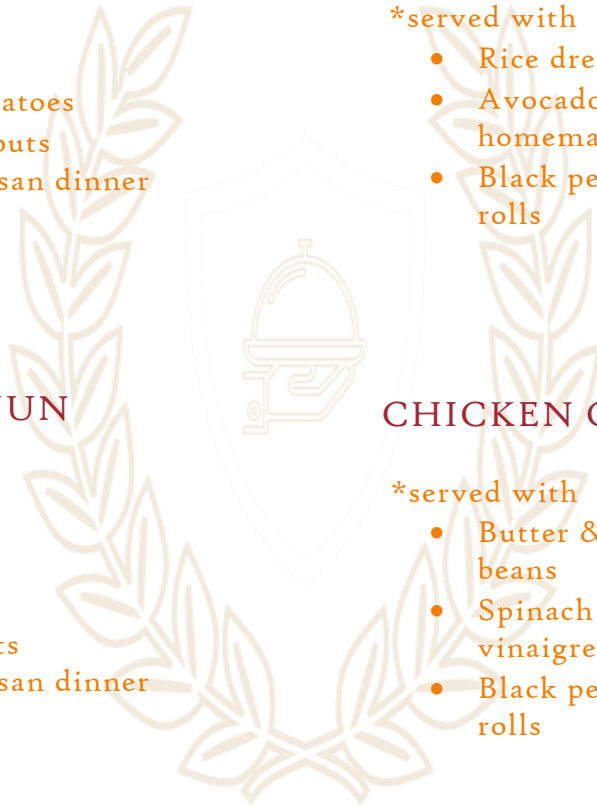 atoes
outs
san dinner
JUN
ts
san dinner
*served with
• Rice dre
• Avocado
homema
• Black pe
rolls
CHICKEN
*served with
• Butter &
beans
• Spinach
vinaigre
• Black pe
rolls